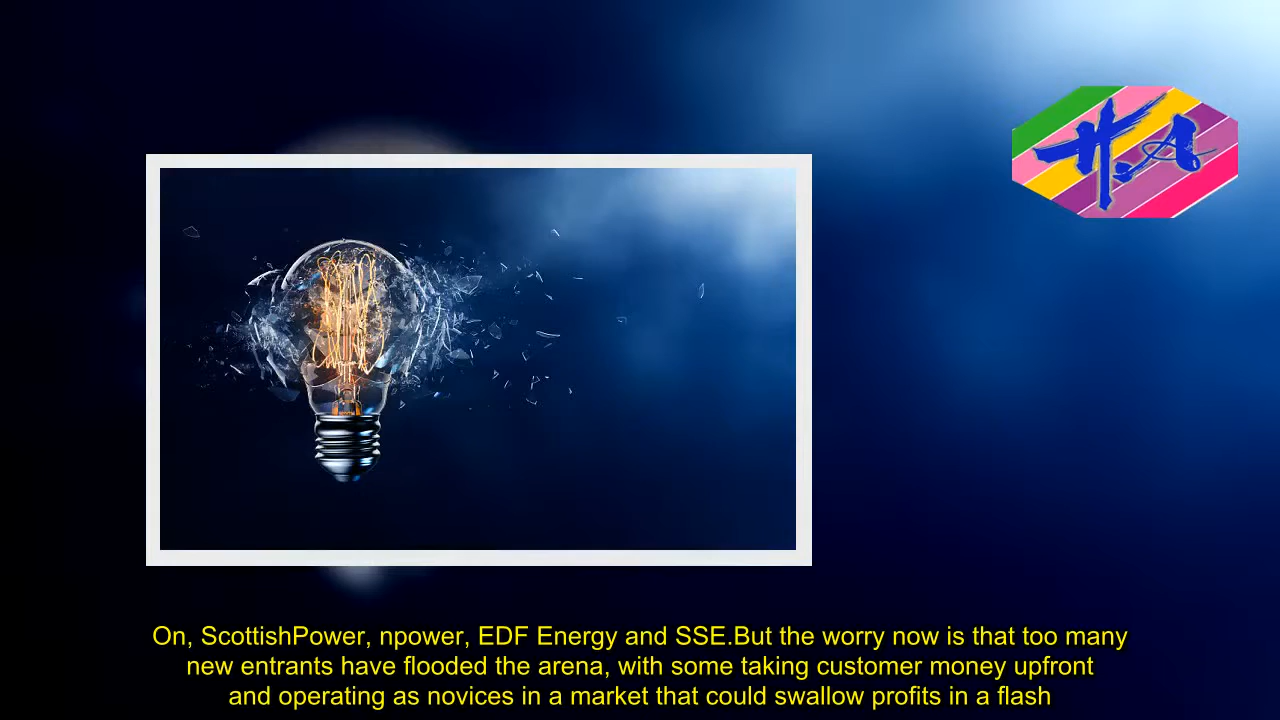 H.A
On, ScottishPower, npower, EDF Energy and SSE.But the worry now is that too many
new entrants have flooded the arena, with some taking customer money upfront
and operating as novices in a market that could swallow profits in a flash